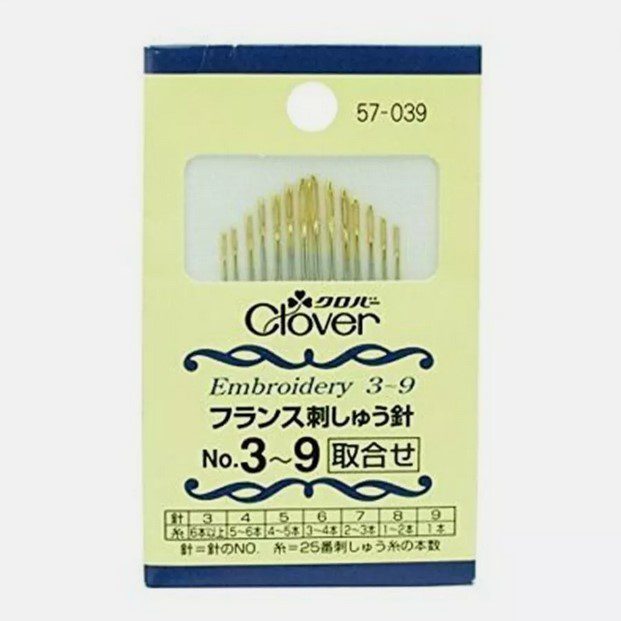 57-039
クロバー
Clover
Embroidery 3~9
フランス刺しゅう針
No.3~9 取合せ
針 3 4 5 6 7 8 9
糸 6本以上 5~6本 4~5本 3~4本 2~3本 1~2本 1本
針=針のNO. 糸=25番刺しゅう糸の本数